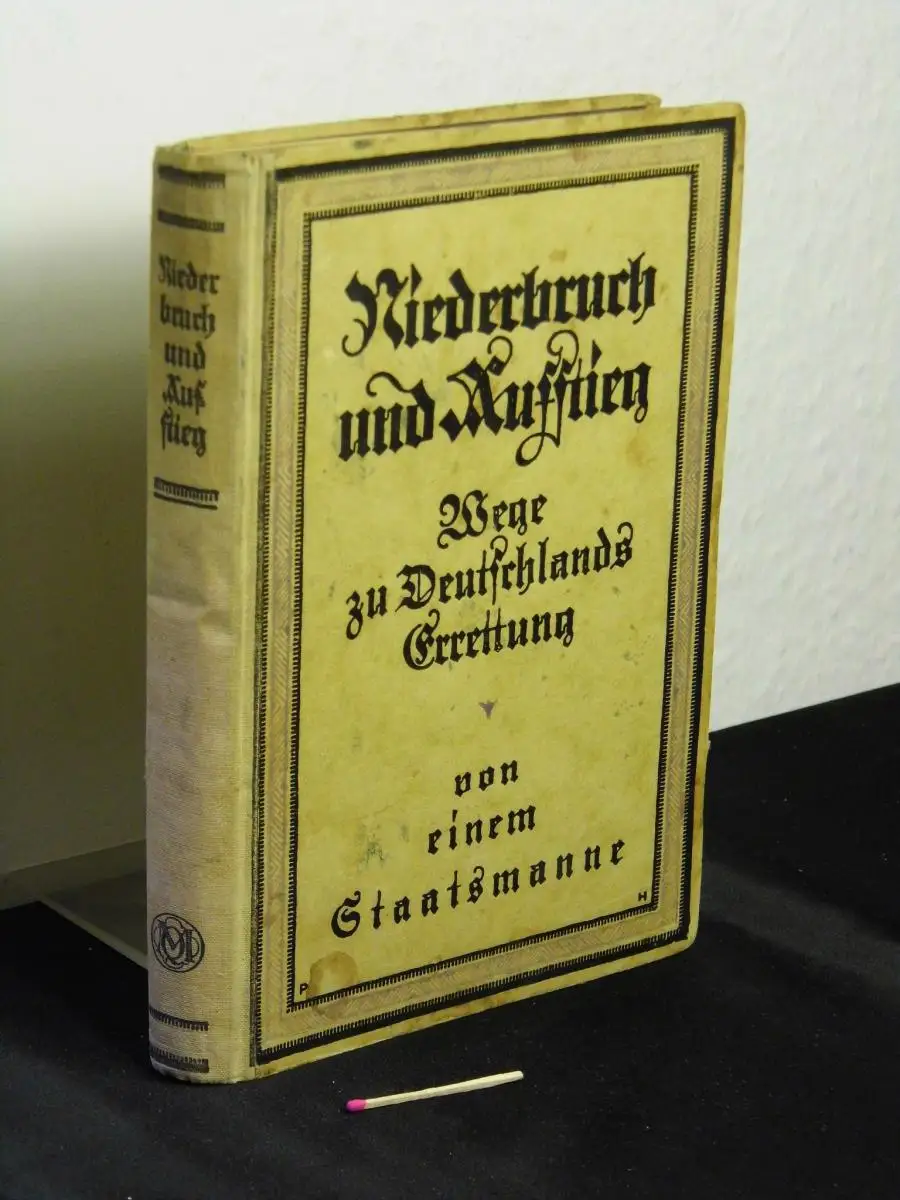 Nieder
bruch
und
Auf
stieg
Niederbruch
und Aufstieg
Wege
zu Deutschlands
Errettung
von
einem
Staatsmanne
P
H